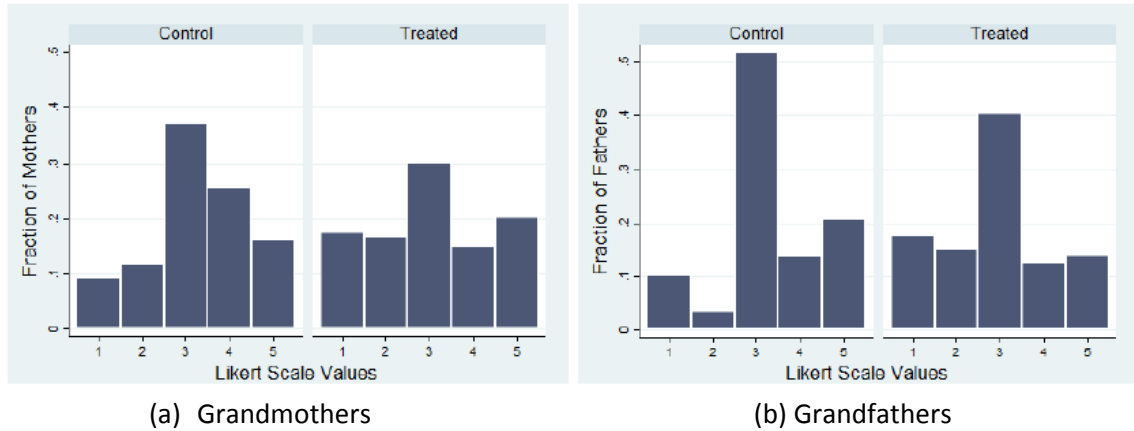 Control Treated
Fraction of Mothers
.5
.4
.3
.2
.1
0
1 2 3 4 5 1 2 3 4 5
Likert Scale Values
(a) Grandmothers
Control Treated
Fraction of Fathers
.5
.4
.3
.2
.1
0
1 2 3 4 5 1 2 3 4 5
Likert Scale Values
(b) Grandfathers